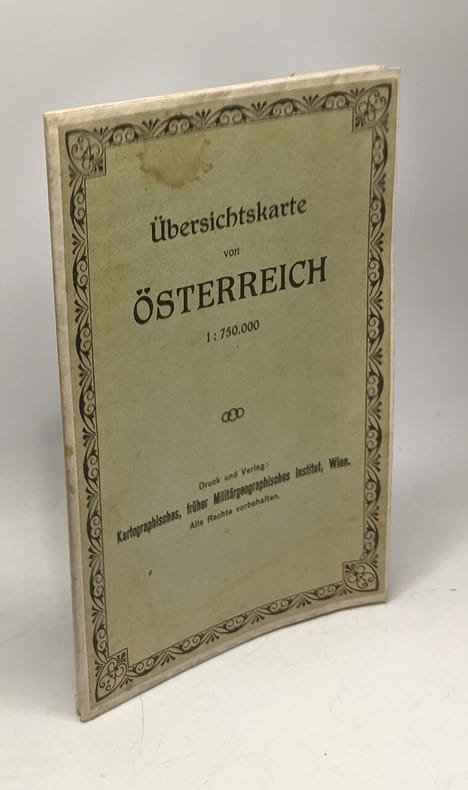 Übersichtskarte
von
ÖSTERREICH
1 : 750.000
Druck und Verlag:
Kartographisches, früher Militärgeographisches Institut, Wien.
Alle Rechte vorbehalten.